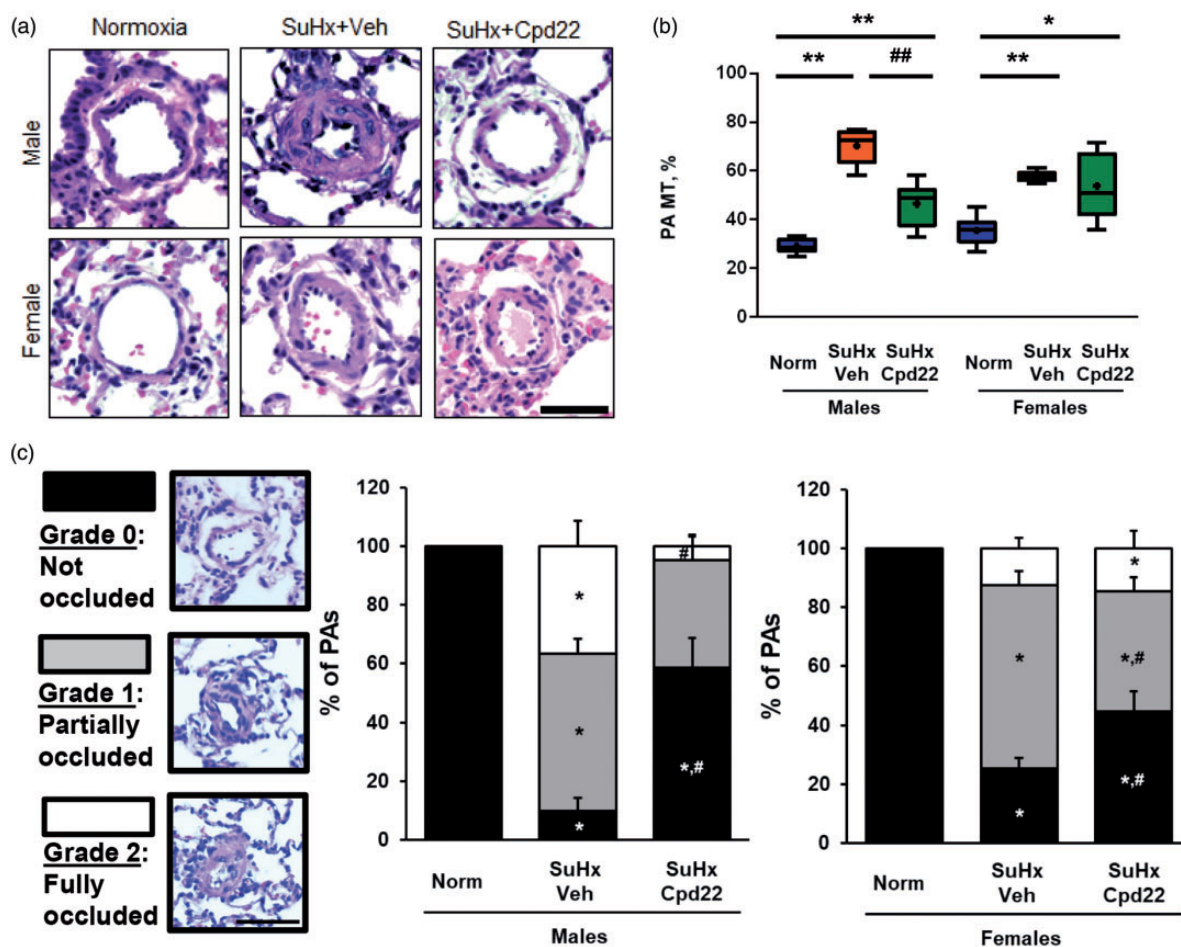 (a)
Normoxia SuHx+Veh SuHx+Cpd22
Male
Female
(b)
** *
** ## **
PA MT, %
100
80
60
40
20
0
Norm SuHx Veh SuHx Cpd22 Norm SuHx Veh SuHx Cpd22
Males Females
(c)
Grade 0:
Not
occluded
Grade 1:
Partially
occluded
Grade 2:
Fully
occluded
% of PAs
120
100
80
60
40
20
0
#
*
*
*,#
*
Norm SuHx Veh SuHx Cpd22
Males
% of PAs
120
100
80
60
40
20
0
*
*
*,#
*,#
*
Norm SuHx Veh SuHx Cpd22
Females